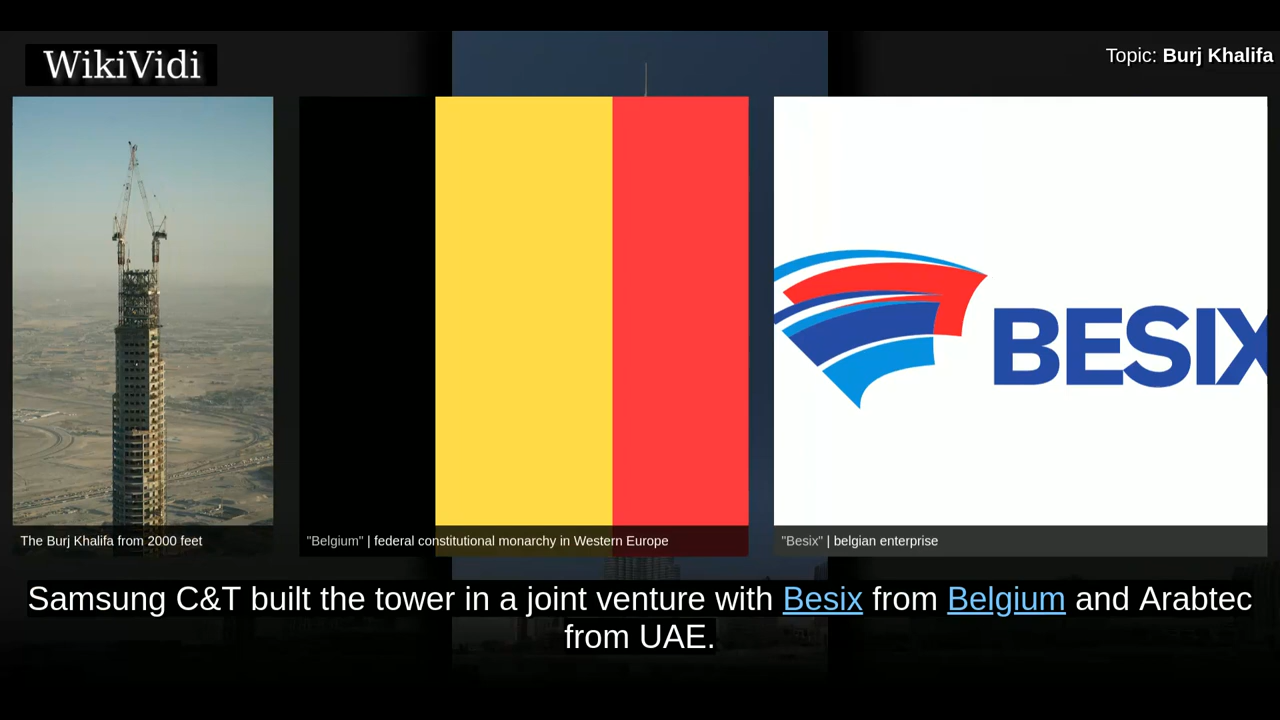 WikiVidi
Topic: Burj Khalifa
BESIX
The Burj Khalifa from 2000 feet
"Belgium" | federal constitutional monarchy in Western Europe
"Besix" | belgian enterprise
Samsung C&T built the tower in a joint venture with Besix from Belgium and Arabtec
from UAE.